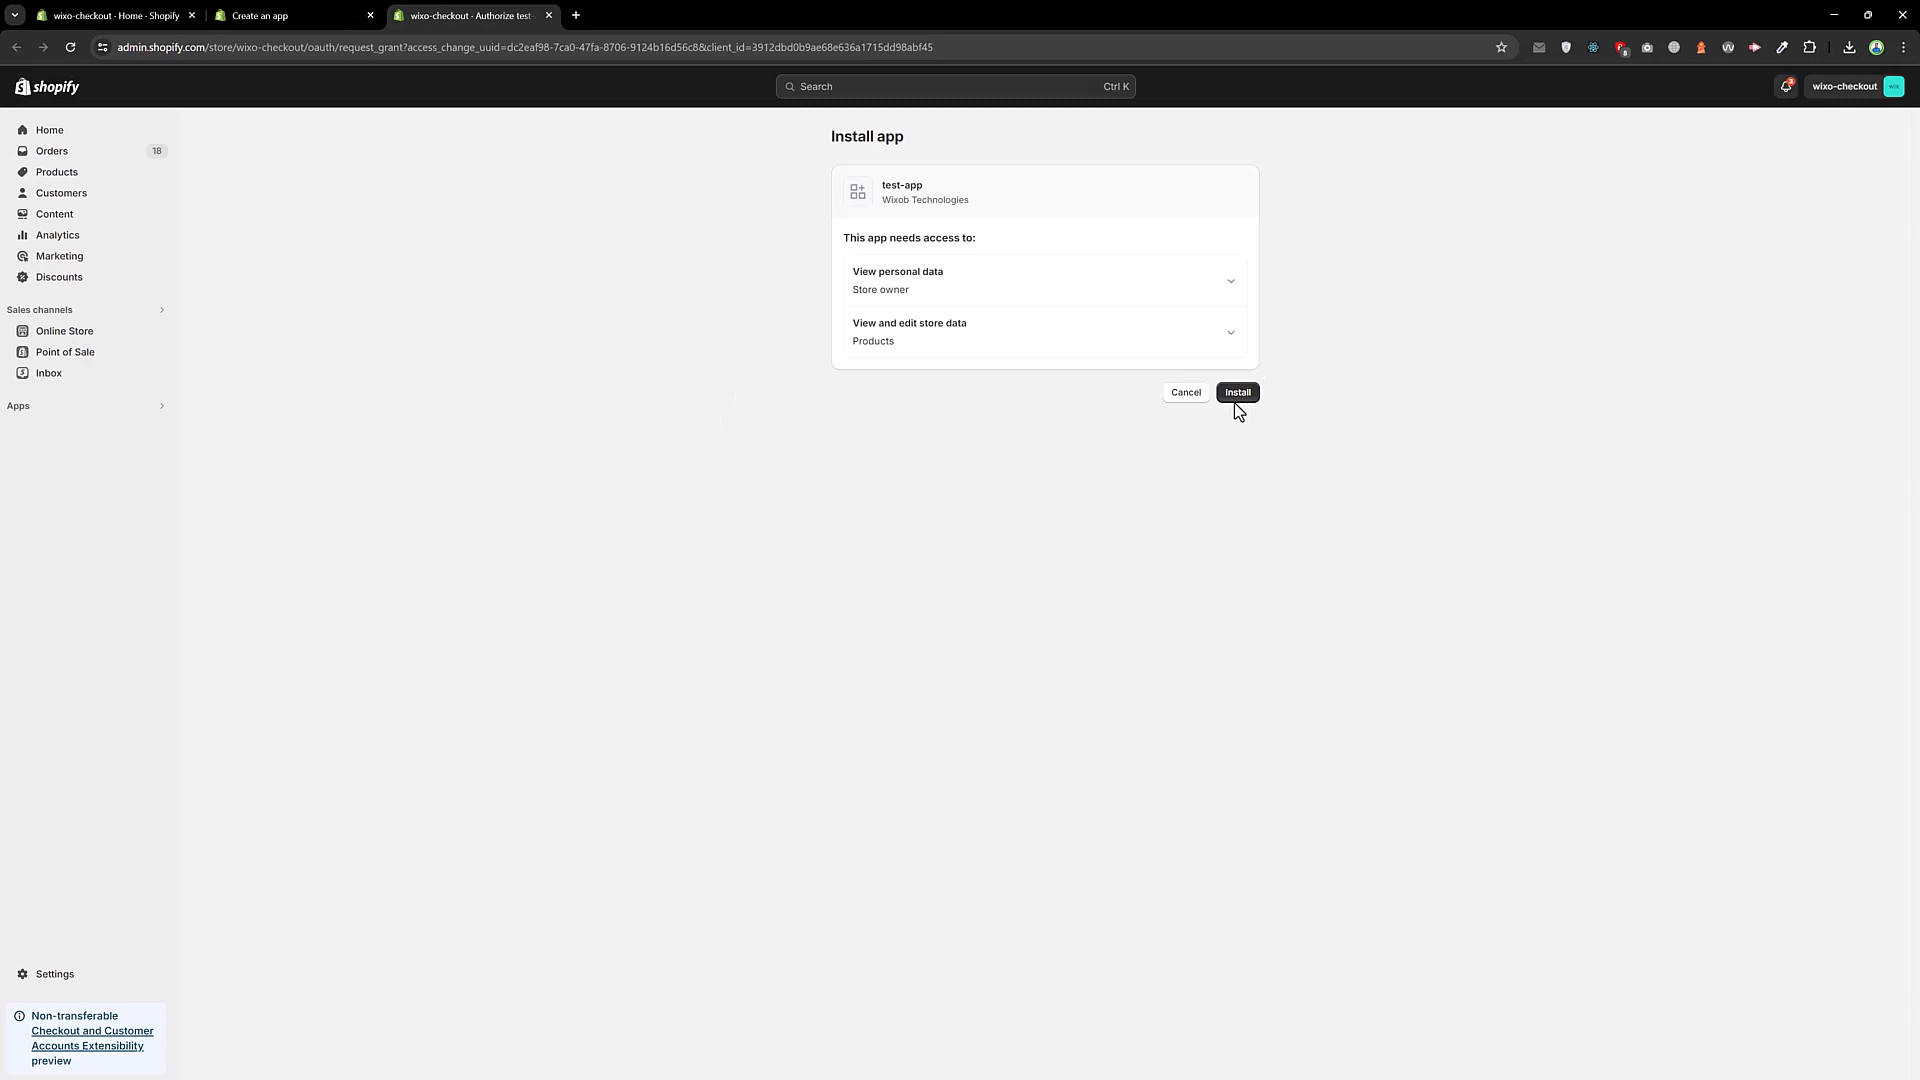 wixo-checkout · Home · Shopify
Create an app
wixo-checkout · Authorize test-
admin.shopify.com/store/wixo-checkout/oauth/request_grant?access_change_uuid=dc2eaf98-7ca0-47fa-8706-9124b16d56c8&client_id=3912dbd0b9ae68e636a1715dd98abf45
shopify
Search
Ctrl K
3
wixo-checkout
wix
Home
Orders
18
Products
Customers
Content
Analytics
Marketing
Discounts
Sales channels
Online Store
Point of Sale
Inbox
Apps
Install app
test-app
Wixob Technologies
This app needs access to:
View personal data
Store owner
View and edit store data
Products
Cancel
Install
Settings
Non-transferable
Checkout and Customer
Accounts Extensibility
preview